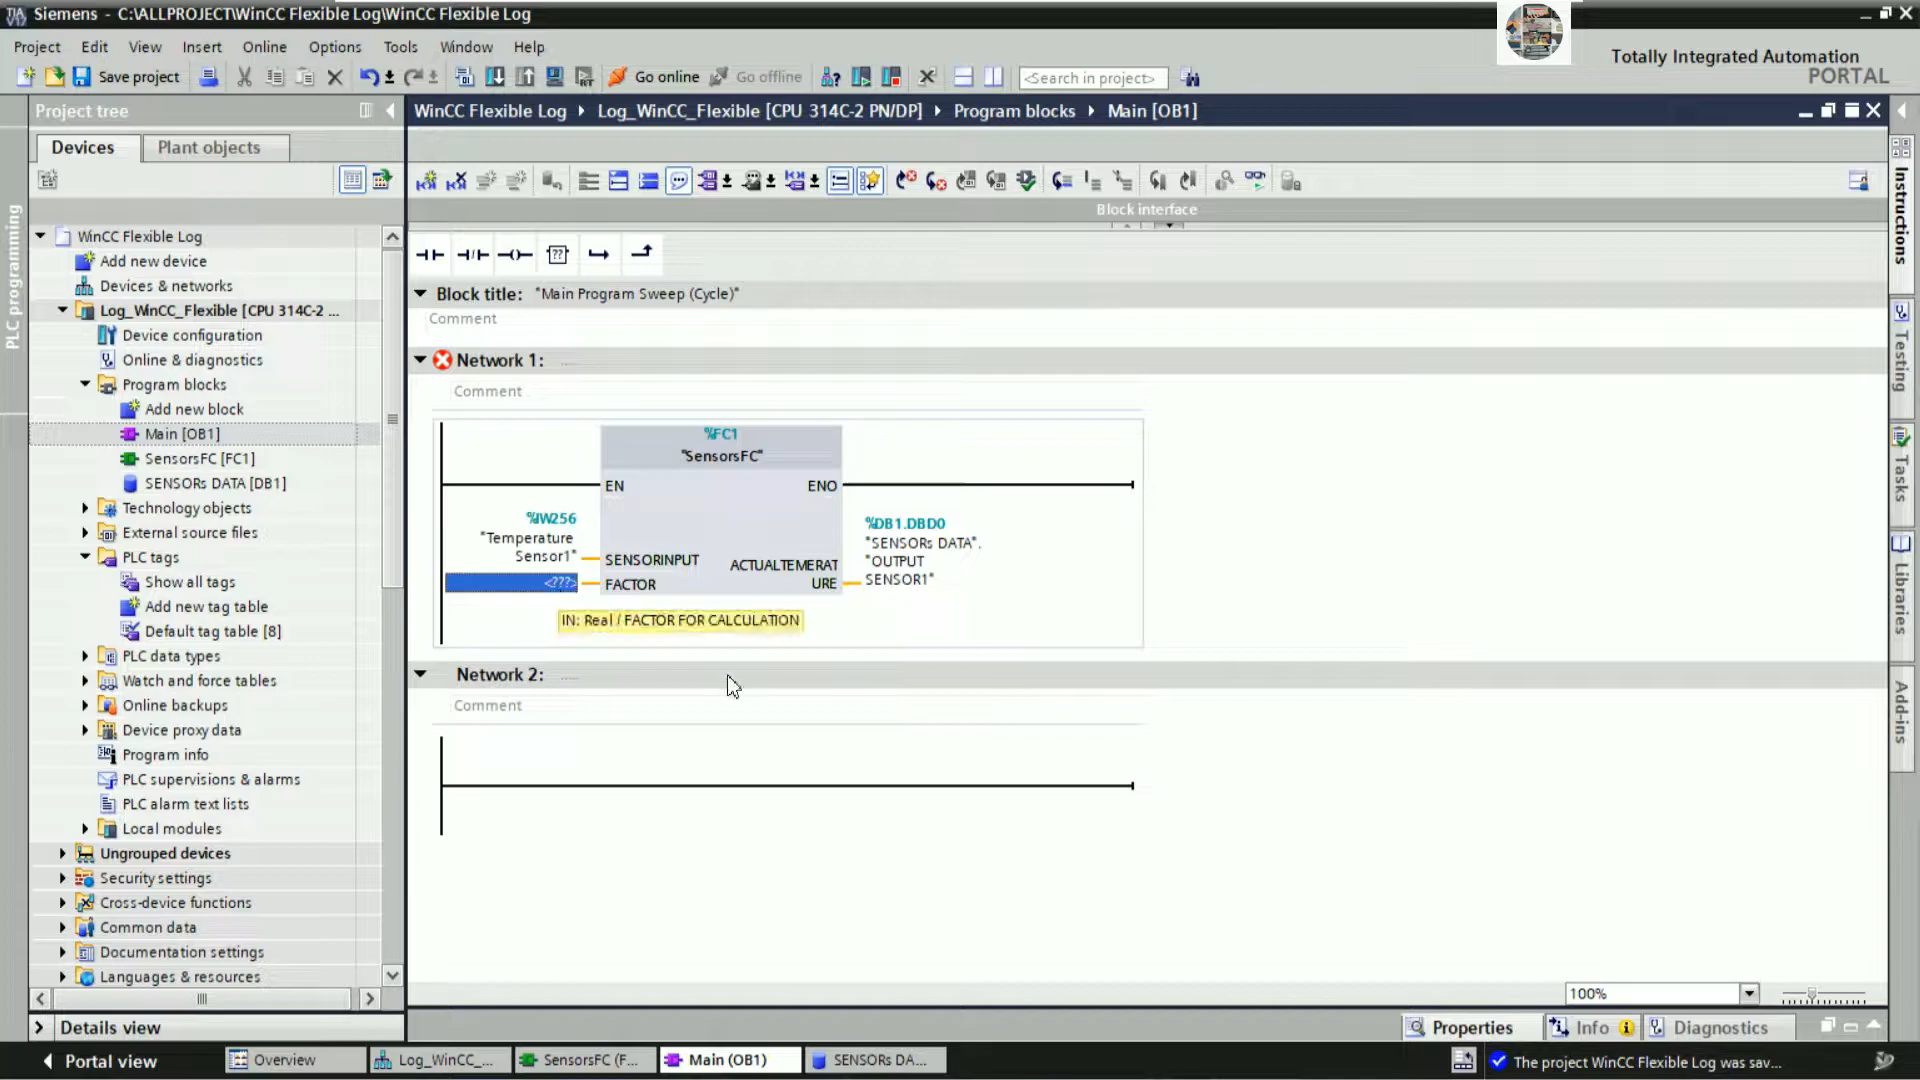 Siemens - C:\ALLPROJECT\WinCC Flexible Log\WinCC Flexible Log
Project Edit View Insert Online Options Tools Window Help
Totally Integrated Automation
PORTAL
Save project
Go online
Go offline
<Search in project>
Project tree
WinCC Flexible Log
Log_WinCC_Flexible [CPU 314C-2 PN/DP]
Program blocks
Main [OB1]
Devices
Plant objects
Block interface
PLC programming
WinCC Flexible Log
Add new device
Devices & networks
Log_WinCC_Flexible [CPU 314C-2 ...
Device configuration
Online & diagnostics
Program blocks
Add new block
Main [OB1]
SensorsFC [FC1]
SENSORs DATA [DB1]
Technology objects
External source files
PLC tags
Show all tags
Add new tag table
Default tag table [8]
PLC data types
Watch and force tables
Online backups
Device proxy data
Program info
PLC supervisions & alarms
PLC alarm text lists
Local modules
Ungrouped devices
Security settings
Cross-device functions
Common data
Documentation settings
Languages & resources
Details view
??
Block title: "Main Program Sweep (Cycle)"
Comment
Network 1: .....
Comment
%FC1
"SensorsFC"
EN
ENO
%IW256
"Temperature
Sensor1"
SENSORINPUT
<???>
FACTOR
ACTUALTEMERAT
URE
%DB1.DBD0
"SENSORs DATA".
"OUTPUT
SENSOR1"
IN: Real / FACTOR FOR CALCULATION
Network 2: .....
Comment
100%
Instructions
Testing
Tasks
Libraries
Add-ins
Properties
Info
Diagnostics
Portal view
Overview
Log_WinCC_...
SensorsFC (F...
Main (OB1)
SENSORs DA...
The project WinCC Flexible Log was sav...